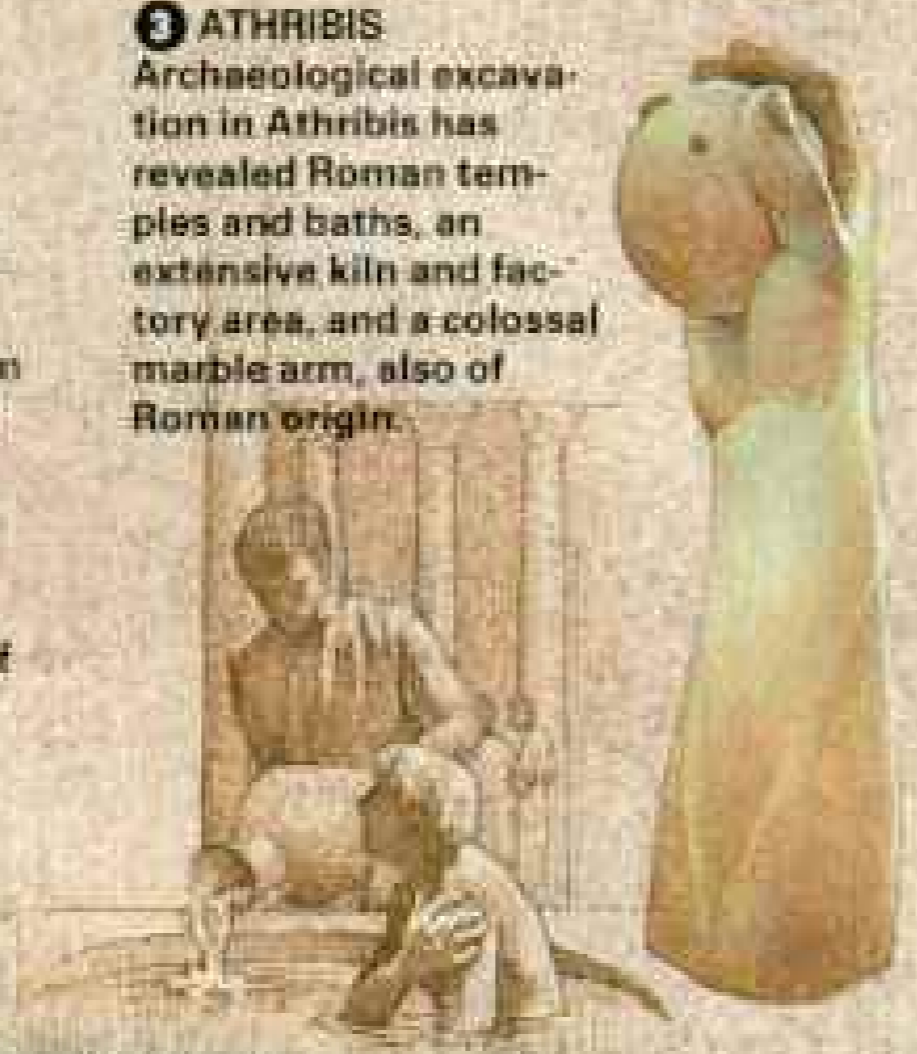 3 ATHRIBIS
Archaeological excava-
tion in Athribis has
revealed Roman tem-
ples and baths, an
extensive kiln and fac-
tory area, and a colossal
marble arm, also of
Roman origin.